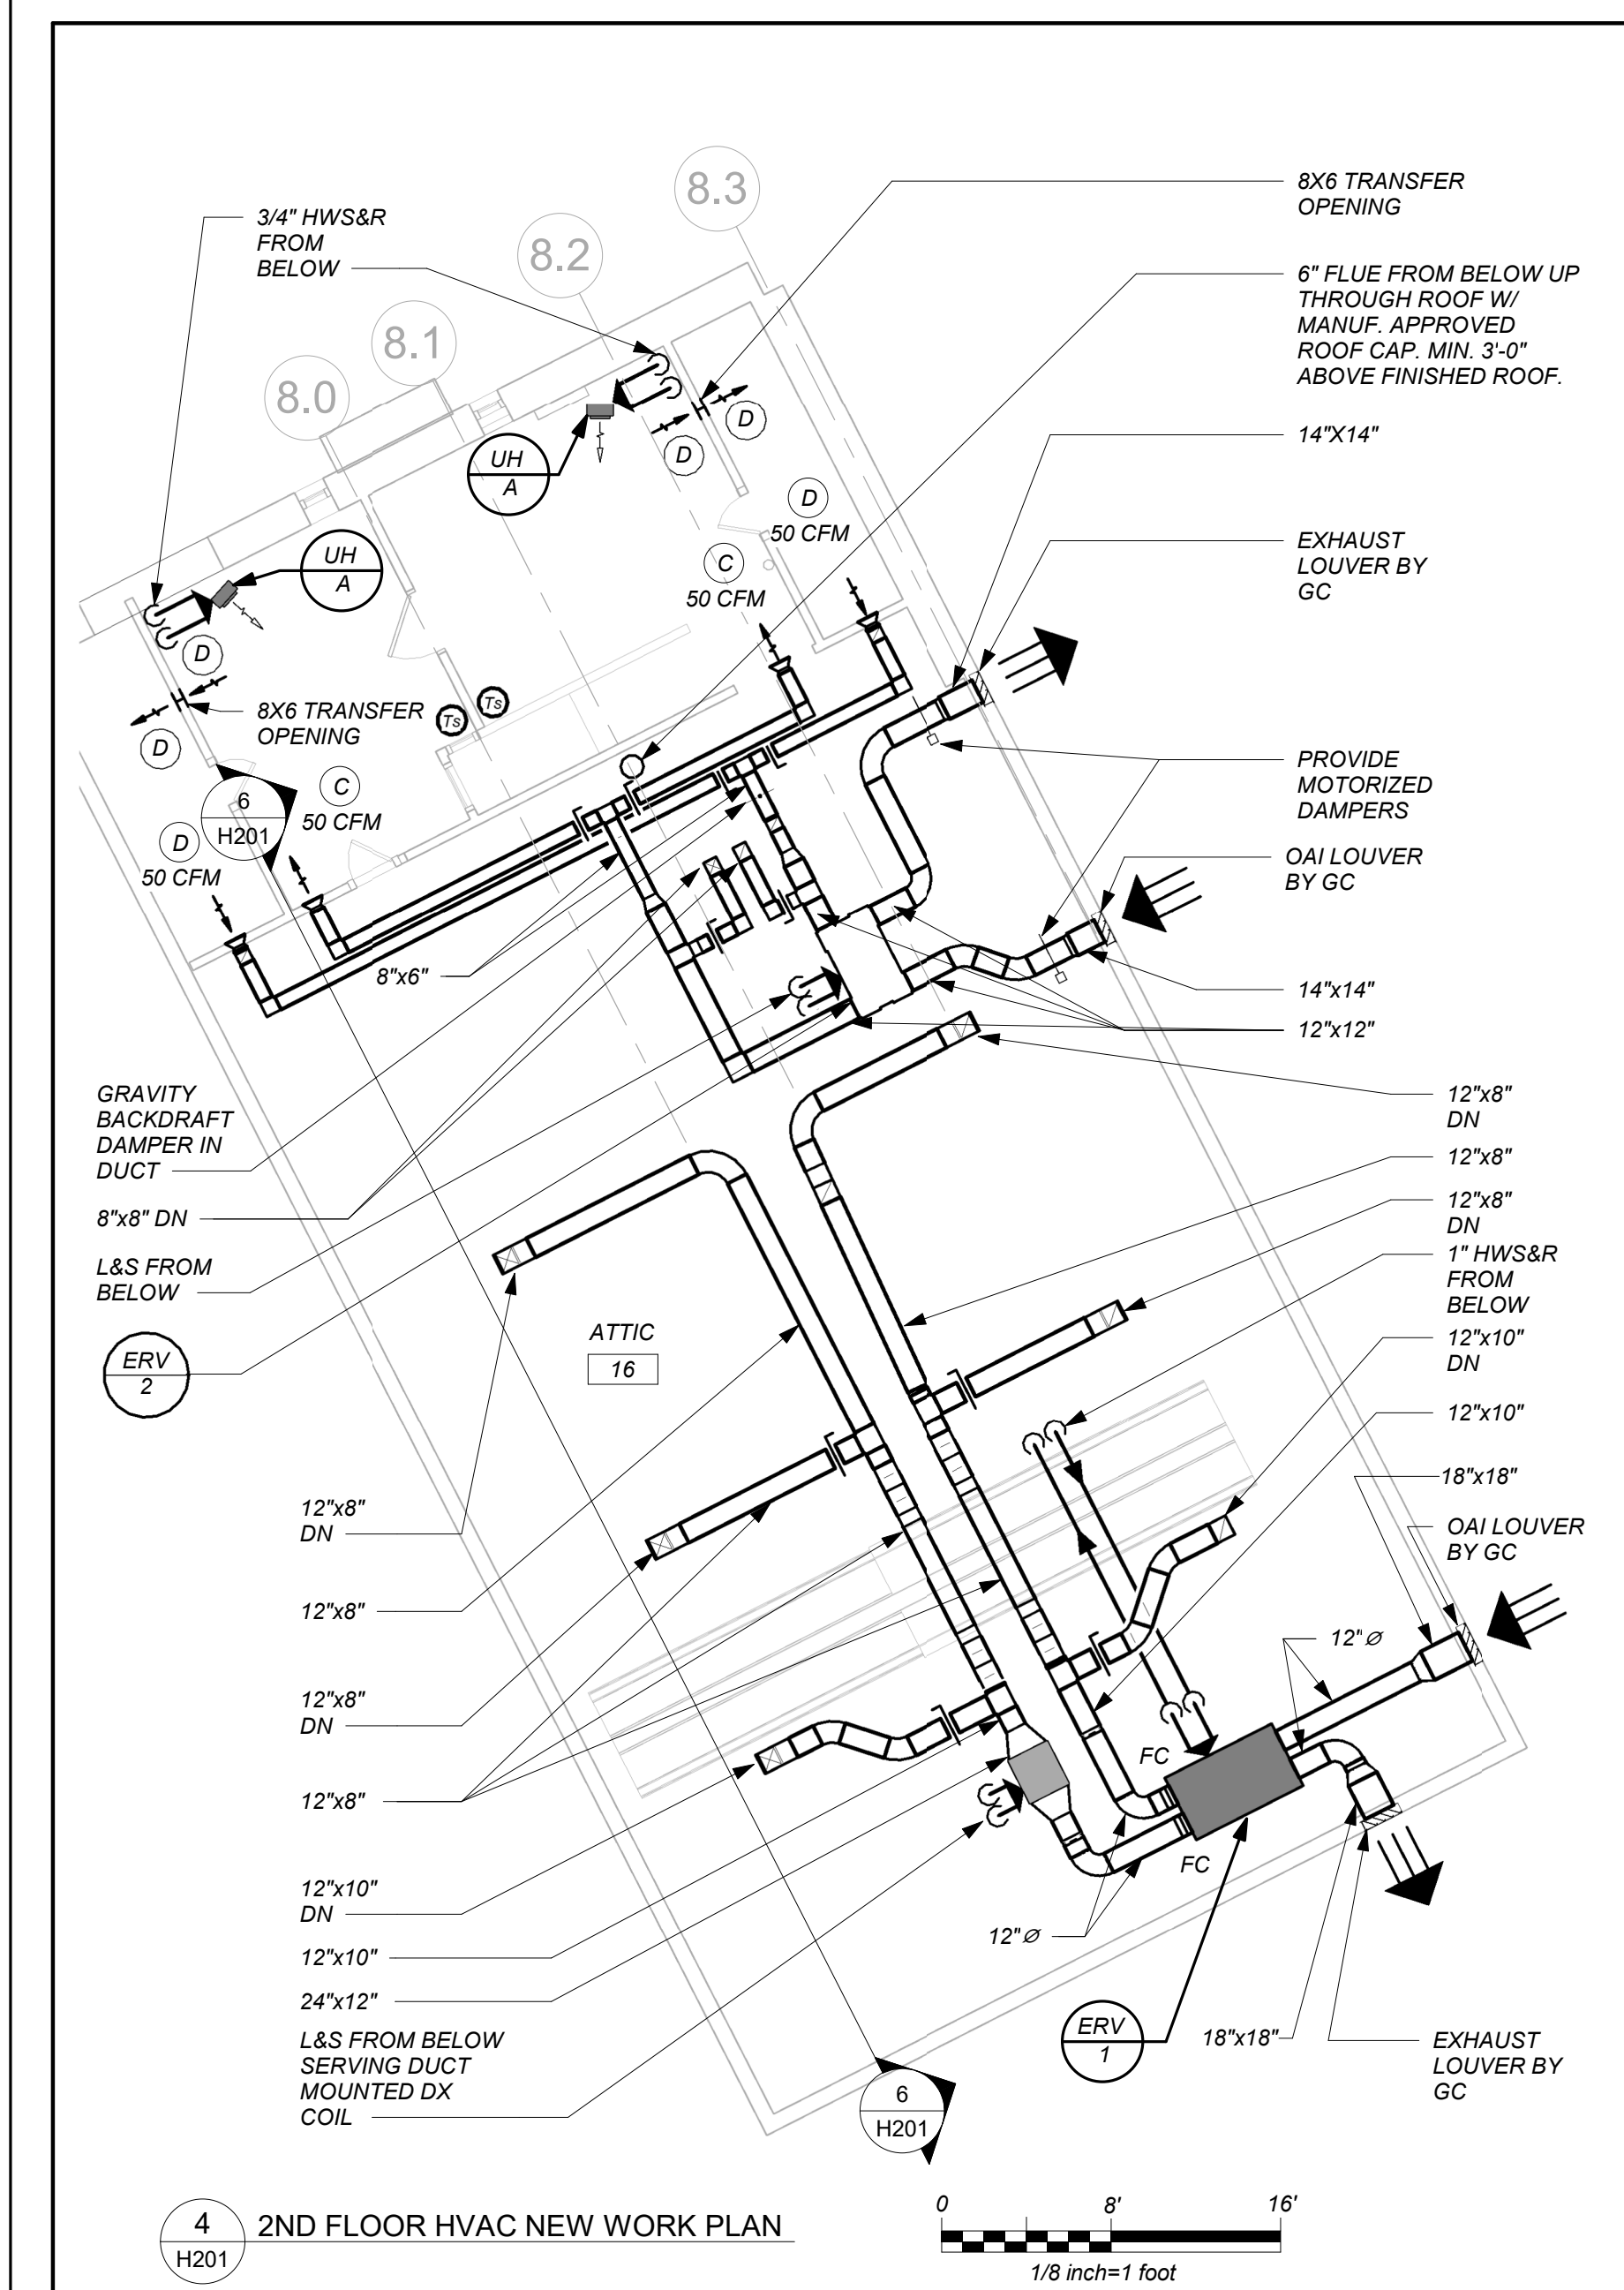 3/4" HWS&R
FROM
BELOW
8.3
8.2
8.1
8.0
8X6 TRANSFER
OPENING
6" FLUE FROM BELOW UP
THROUGH ROOF W/
MANUF. APPROVED
ROOF CAP. MIN. 3'-0"
ABOVE FINISHED ROOF.
14"X14"
EXHAUST
LOUVER BY
GC
UH
A
D
D
D
50 CFM
C
50 CFM
UH
A
D
8X6 TRANSFER
OPENING
D
Ts
Ts
PROVIDE
MOTORIZED
DAMPERS
6
H201
C
50 CFM
D
50 CFM
OAI LOUVER
BY GC
8"x6"
14"x14"
12"x12"
GRAVITY
BACKDRAFT
DAMPER IN
DUCT
8"x8" DN
L&S FROM
BELOW
ERV
2
12"x8"
DN
12"x8"
12"x8"
DN
1" HWS&R
FROM
BELOW
12"x10"
DN
12"x10"
18"x18"
OAI LOUVER
BY GC
ATTIC
16
12"x8"
DN
12"x8"
12"x8"
DN
12"x8"
12"x10"
DN
12"x10"
24"x12"
L&S FROM BELOW
SERVING DUCT
MOUNTED DX
COIL
12"Ø
FC
FC
12"Ø
ERV
1
18"x18"
EXHAUST
LOUVER BY
GC
6
H201
4
H201
2ND FLOOR HVAC NEW WORK PLAN
0 8' 16'
1/8 inch=1 foot